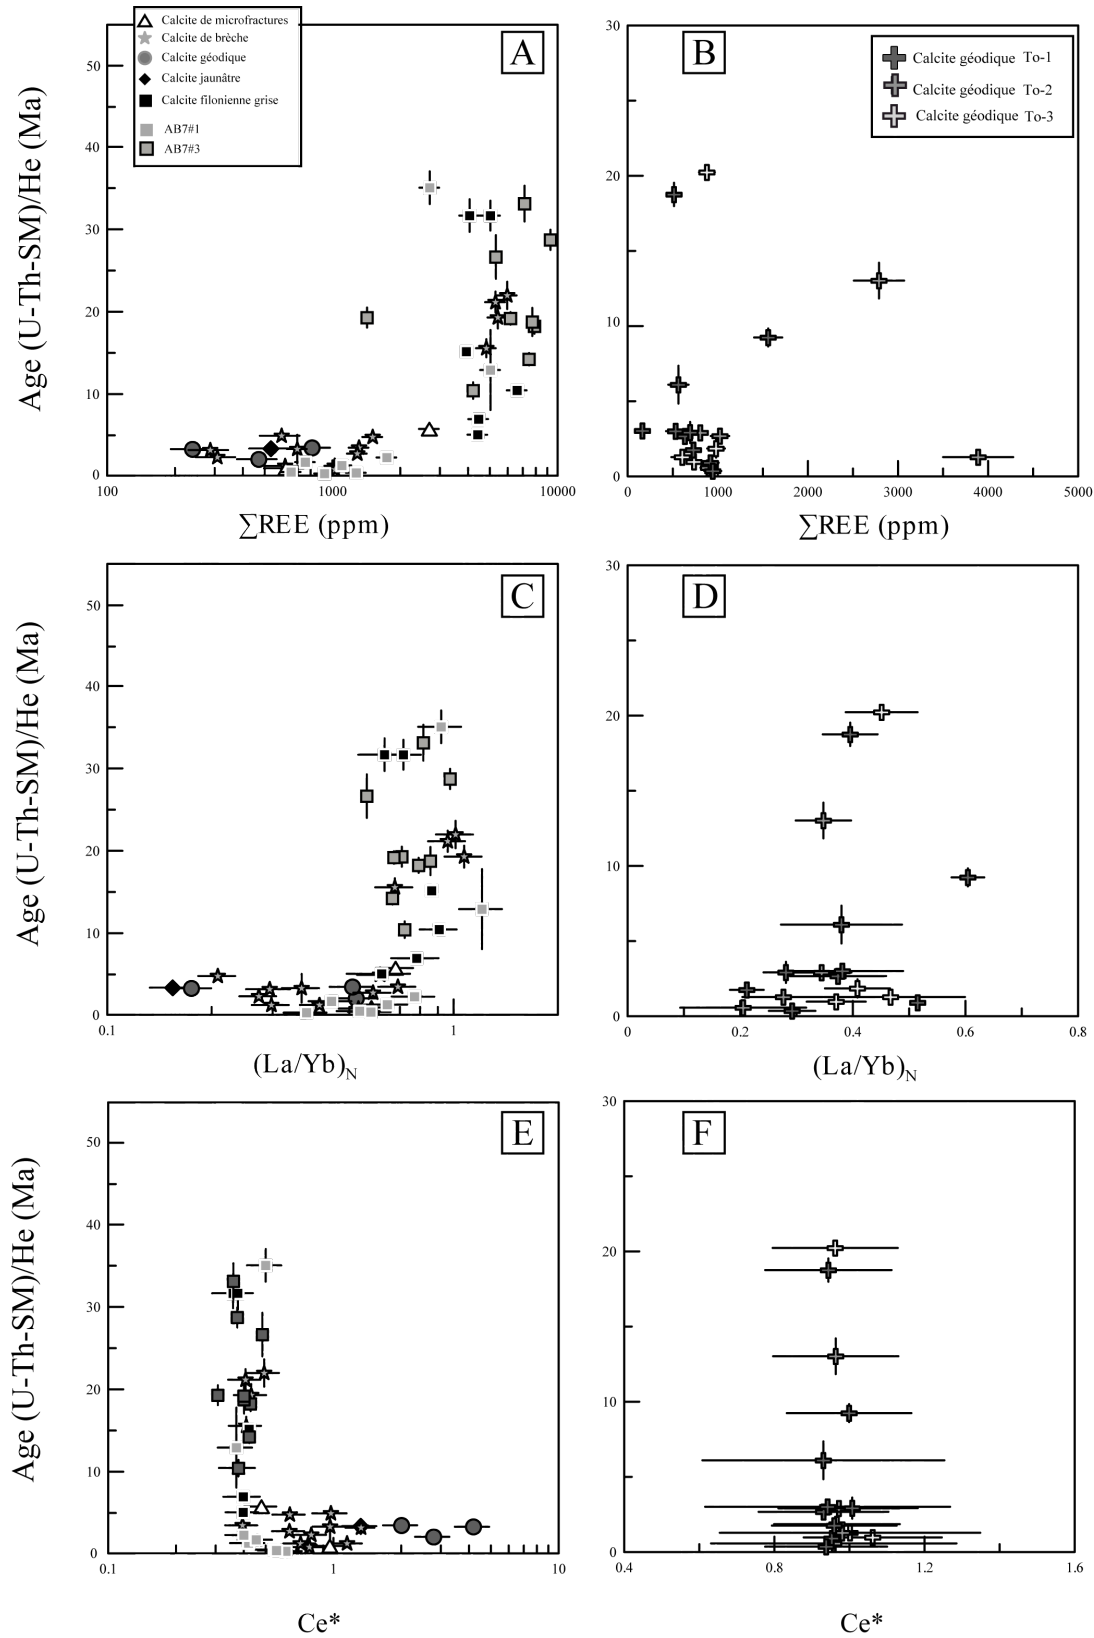 Calcite de microfractures
Calcite de brèche
Calcite géodique
Calcite jaunâtre
Calcite filonienne grise
AB7#1
AB7#3
A
50
40
30
20
10
0
100
1000
10000
Age (U-Th-SM)/He (Ma)
∑REE (ppm)
B
Calcite géodique To-1
Calcite géodique To-2
Calcite géodique To-3
30
20
10
0
0
1000
2000
3000
4000
5000
∑REE (ppm)
C
50
40
30
20
10
0
0.1
1
Age (U-Th-SM)/He (Ma)
(La/Yb)N
D
30
20
10
0
0
0.2
0.4
0.6
0.8
(La/Yb)N
E
50
40
30
20
10
0
0.1
1
10
Age (U-Th-SM)/He (Ma)
Ce*
F
30
20
10
0
0.4
0.8
1.2
1.6
Ce*